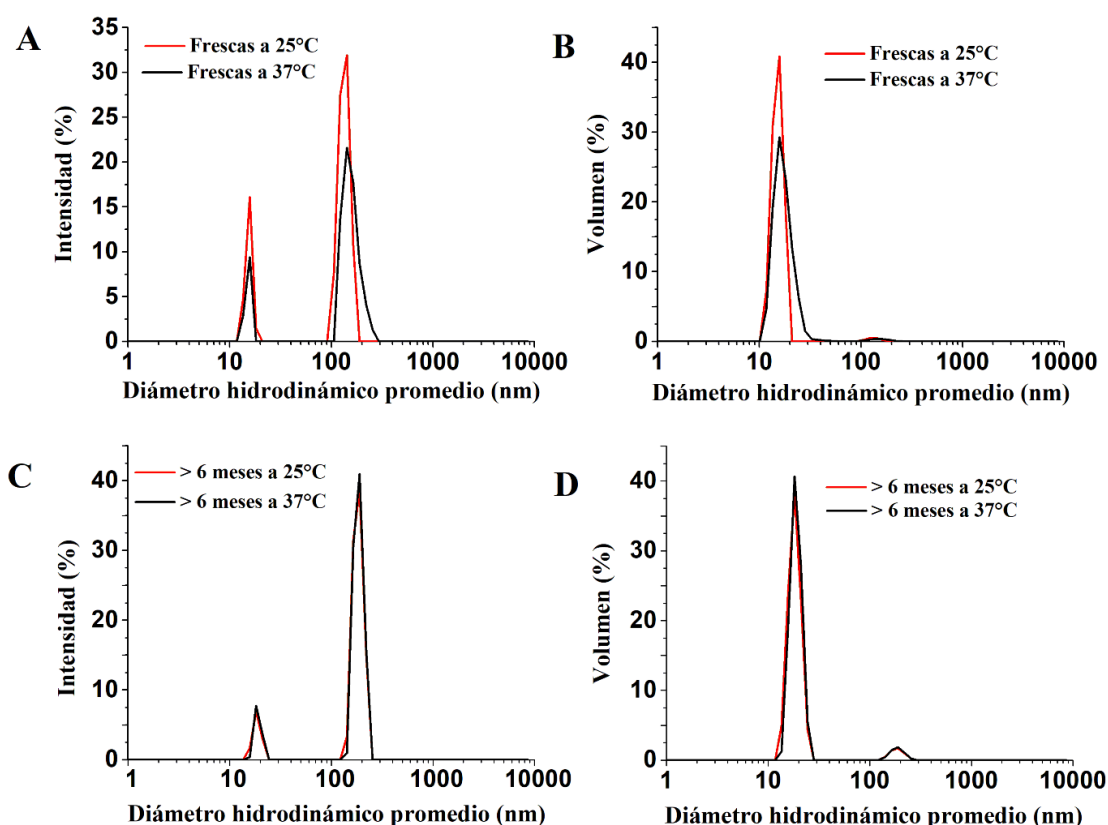 A
Intensidad (%)
35
30
25
20
15
10
5
0
Frescas a 25°C
Frescas a 37°C
1 10 100 1000 10000
Diámetro hidrodinámico promedio (nm)
B
Volumen (%)
40
30
20
10
0
Frescas a 25°C
Frescas a 37°C
1 10 100 1000 10000
Diámetro hidrodinámico promedio (nm)
C
Intensidad (%)
40
30
20
10
0
> 6 meses a 25°C
> 6 meses a 37°C
1 10 100 1000 10000
Diámetro hidrodinámico promedio (nm)
D
Volumen (%)
40
30
20
10
0
> 6 meses a 25°C
> 6 meses a 37°C
1 10 100 1000 10000
Diámetro hidrodinámico promedio (nm)